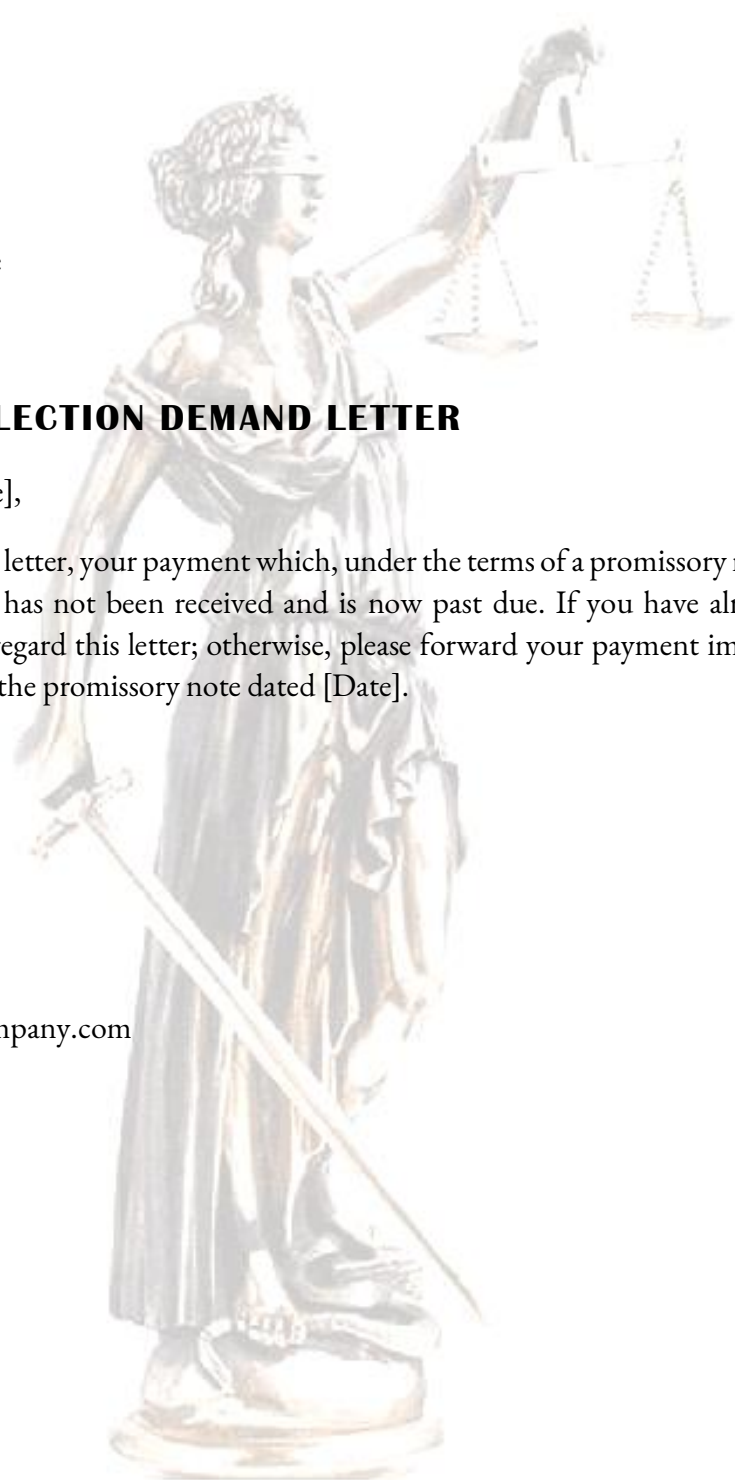 LECTION DEMAND LETTER
e],
letter, your payment which, under the terms of a promissory
has not been received and is now past due. If you have al
egard this letter; otherwise, please forward your payment im
the promissory note dated [Date].
mpany.com